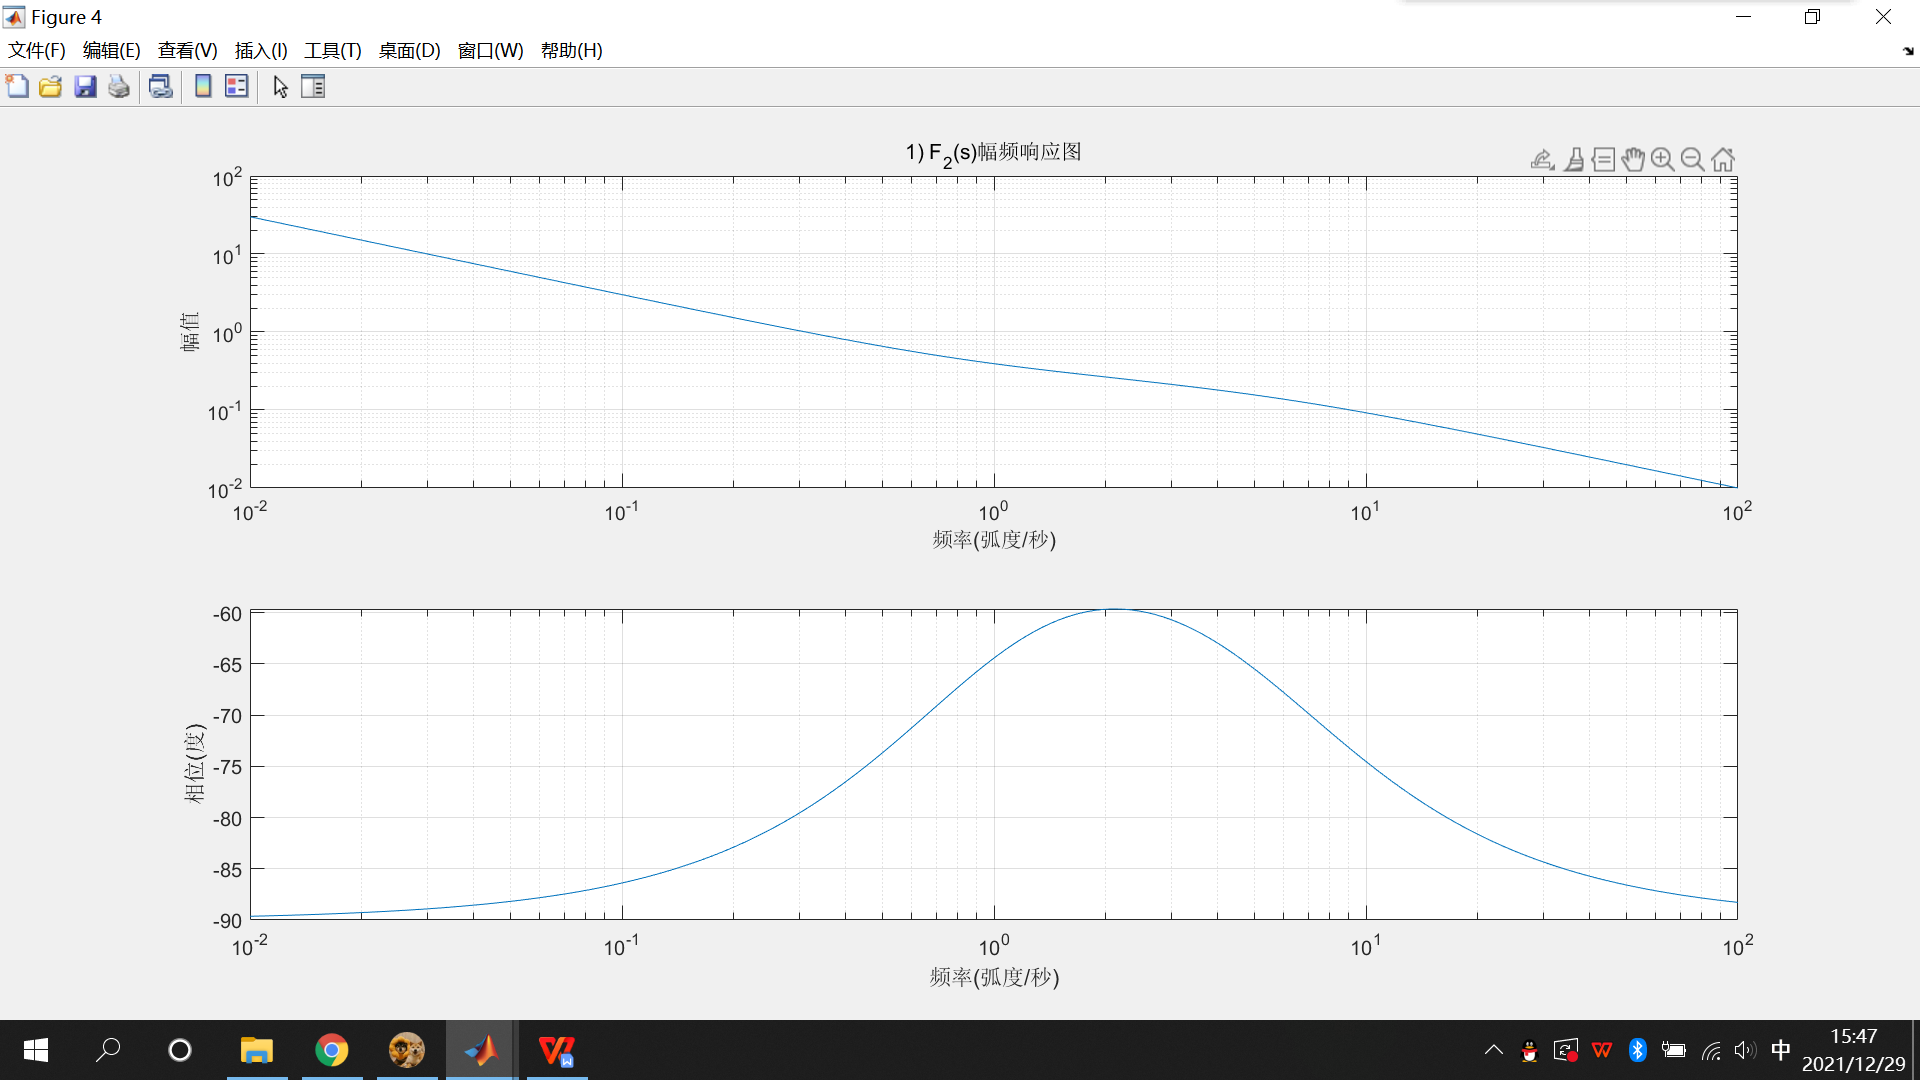 Figure 4
文件(F) 编辑(E) 查看(V) 插入(I) 工具(T) 桌面(D) 窗口(W) 帮助(H)
1) F2(s)幅频响应图
10^2
10^1
10^0
10^-1
10^-2
幅值
10^-2 10^-1 10^0 10^1 10^2
频率(弧度/秒)
-60
-65
-70
-75
-80
-85
-90
相位(度)
10^-2 10^-1 10^0 10^1 10^2
频率(弧度/秒)
中
15:47
2021/12/29